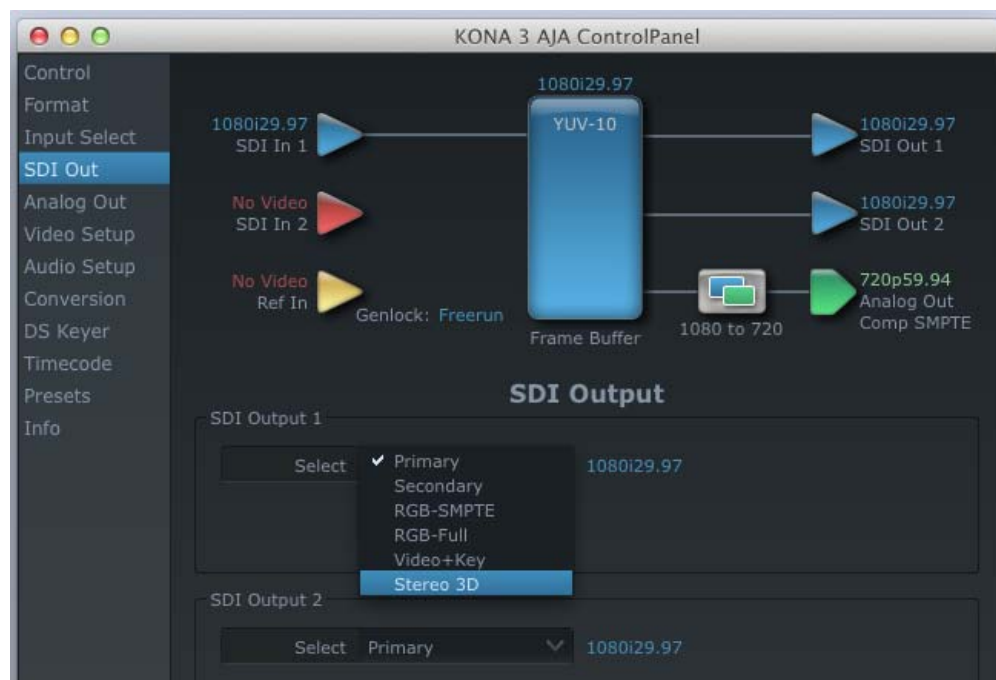 KONA 3 AJA ControlPanel
Control
Format
Input Select
SDI Out
Analog Out
Video Setup
Audio Setup
Conversion
DS Keyer
Timecode
Presets
Info
1080i29.97
YUV-10
Frame Buffer
1080i29.97
SDI In 1
No Video
SDI In 2
No Video
Ref In
Genlock: Freerun
1080i29.97
SDI Out 1
1080i29.97
SDI Out 2
1080 to 720
720p59.94
Analog Out
Comp SMPTE
SDI Output
SDI Output 1
Select
✔ Primary
Secondary
RGB-SMPTE
RGB-Full
Video+Key
Stereo 3D
1080i29.97
SDI Output 2
Select Primary 1080i29.97